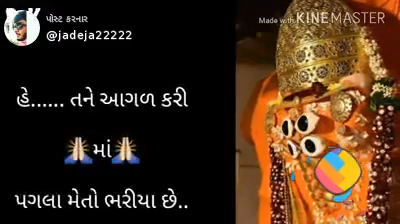 પોસ્ટ કરનાર
@jadeja22222
Made with KINEMASTER
હે...... તને આગળ કરી
🙏માં🙏
પગલા મેતો ભરીયા છે..